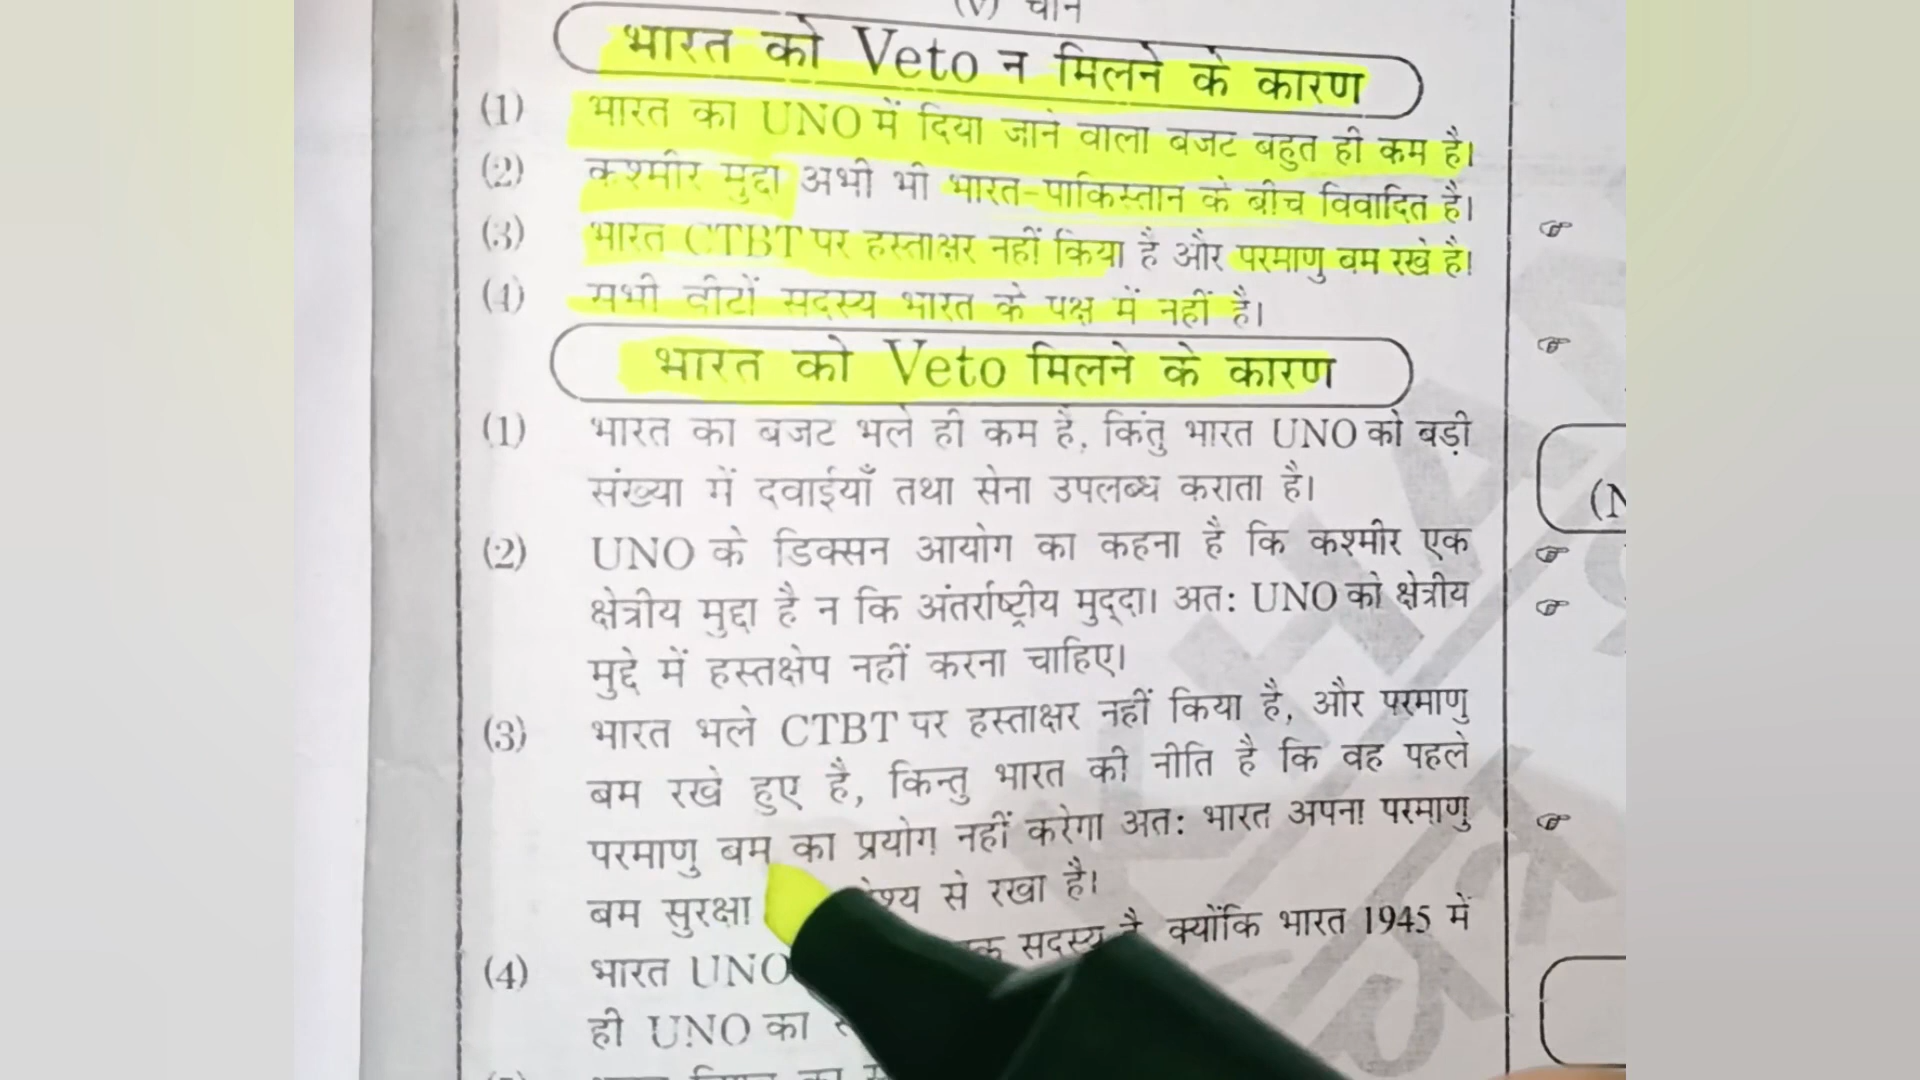 (v) चीन
भारत को Veto न मिलने के कारण
(1) भारत का UNO में दिया जाने वाला बजट बहुत ही कम है।
(2) कश्मीर मुद्दा अभी भी भारत-पाकिस्तान के बीच विवादित है।
(3) भारत CTBT पर हस्ताक्षर नहीं किया है और परमाणु बम रखे है।
(4) सभी वीटों सदस्य भारत के पक्ष में नहीं है।
भारत को Veto मिलने के कारण
(1) भारत का बजट भले ही कम है, किंतु भारत UNO को बड़ी
संख्या में दवाईयाँ तथा सेना उपलब्ध कराता है।
(2) UNO के डिक्सन आयोग का कहना है कि कश्मीर एक
क्षेत्रीय मुद्दा है न कि अंतर्राष्ट्रीय मुद्‌दा। अतः UNO को क्षेत्रीय
मुद्दे में हस्तक्षेप नहीं करना चाहिए।
(3) भारत भले CTBT पर हस्ताक्षर नहीं किया है, और परमाणु
बम रखे हुए है, किन्तु भारत की नीति है कि वह पहले
परमाणु बम का प्रयोग नहीं करेगा अतः भारत अपना परमाणु
बम सुरक्षा से रखा है।
(4) भारत UNO सदस्य है क्योंकि भारत 1945 में
ही UNO का